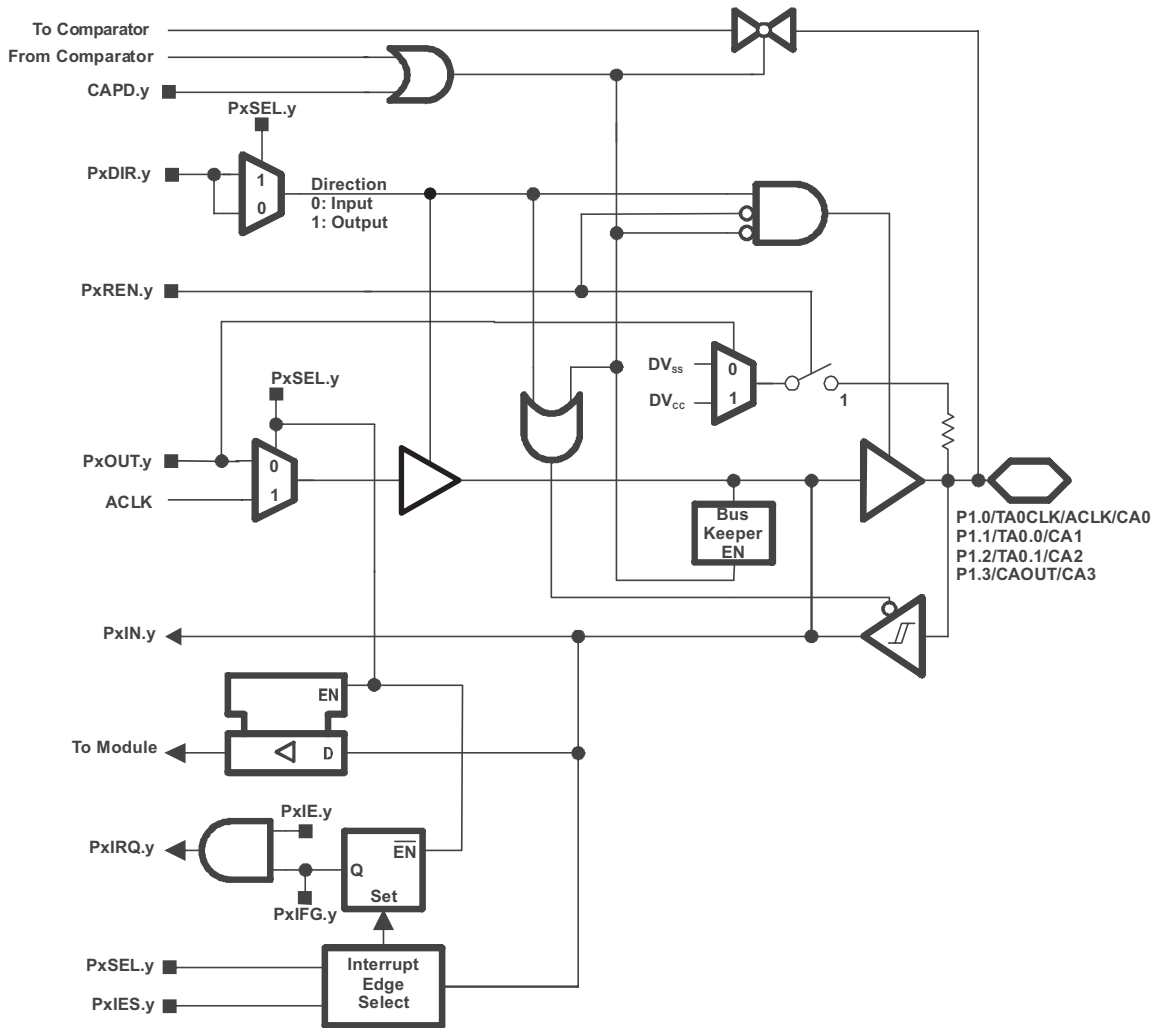 To Comparator
From Comparator
CAPD.y
PxSEL.y
PxDIR.y
1
0
Direction
0: Input
1: Output
PxREN.y
PxSEL.y
DVSS
DVCC
0
1
1
PxOUT.y
ACLK
0
1
Bus
Keeper
EN
P1.0/TA0CLK/ACLK/CA0
P1.1/TA0.0/CA1
P1.2/TA0.1/CA2
P1.3/CAOUT/CA3
PxIN.y
EN
To Module
D
PxIE.y
PxIRQ.y
EN
Q
Set
PxIFG.y
PxSEL.y
PxIES.y
Interrupt
Edge
Select